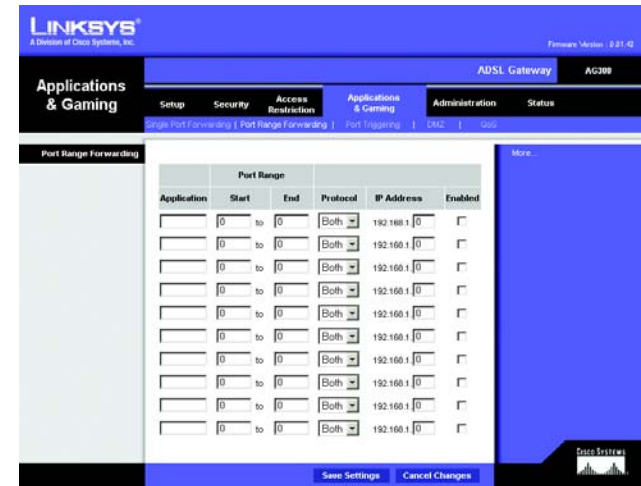 LINKSYS®
A Division of Cisco Systems, Inc.
Firmware Version : 0.01.42
ADSL Gateway AG300
Applications & Gaming
Setup Security Access Restriction Applications & Gaming Administration Status
Single Port Forwarding | Port Range Forwarding | Port Triggering | DMZ | QoS
Port Range Forwarding
More...
Port Range
Application Start End Protocol IP Address Enabled
0 to 0 Both 192.168.1. 0
0 to 0 Both 192.168.1. 0
0 to 0 Both 192.168.1. 0
0 to 0 Both 192.168.1. 0
0 to 0 Both 192.168.1. 0
0 to 0 Both 192.168.1. 0
0 to 0 Both 192.168.1. 0
0 to 0 Both 192.168.1. 0
0 to 0 Both 192.168.1. 0
0 to 0 Both 192.168.1. 0
Save Settings Cancel Changes
Cisco Systems